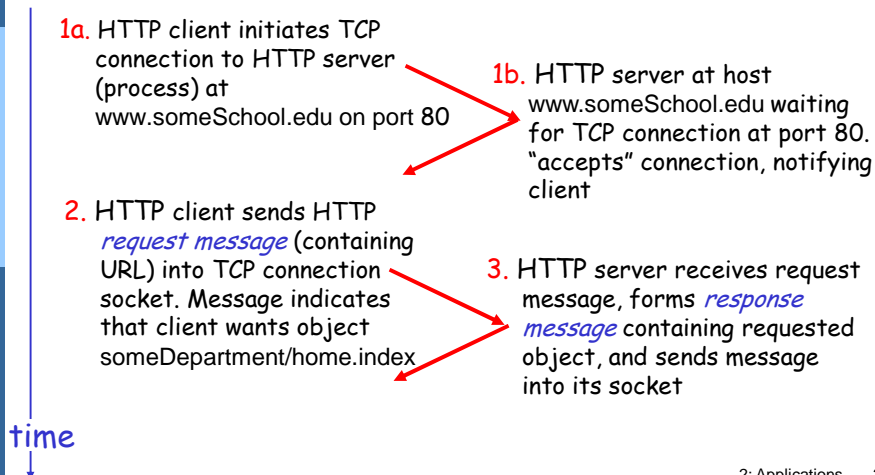 1a. HTTP client initiates TCP
connection to HTTP server
(process) at
www.someSchool.edu on port 80
1b. HTTP server at host
www.someSchool.edu waiting
for TCP connection at port 80.
“accepts” connection, notifying
client
2. HTTP client sends HTTP
request message (containing
URL) into TCP connection
socket. Message indicates
that client wants object
someDepartment/home.index
3. HTTP server receives request
message, forms response
message containing requested
object, and sends message
into its socket
time
2: Applications